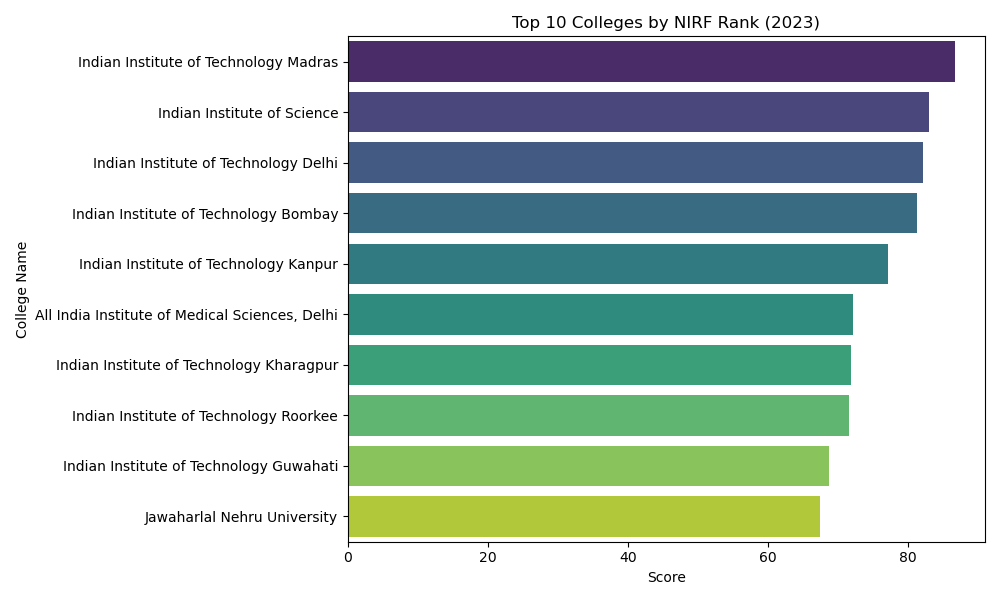 Top 10 Colleges by NIRF Rank (2023)
College Name
Indian Institute of Technology Madras
Indian Institute of Science
Indian Institute of Technology Delhi
Indian Institute of Technology Bombay
Indian Institute of Technology Kanpur
All India Institute of Medical Sciences, Delhi
Indian Institute of Technology Kharagpur
Indian Institute of Technology Roorkee
Indian Institute of Technology Guwahati
Jawaharlal Nehru University
0 20 40 60 80
Score